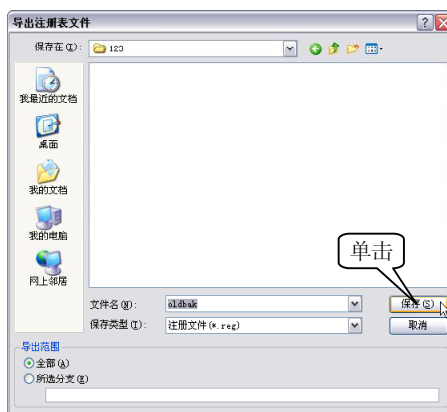 导出注册表文件
保存在(I):
123
我最近的文档
桌面
我的文档
我的电脑
网上邻居
单击
文件名(N):
oldbak
保存(S)
保存类型(T):
注册文件(*.reg)
取消
导出范围
全部(A)
所选分支(E)